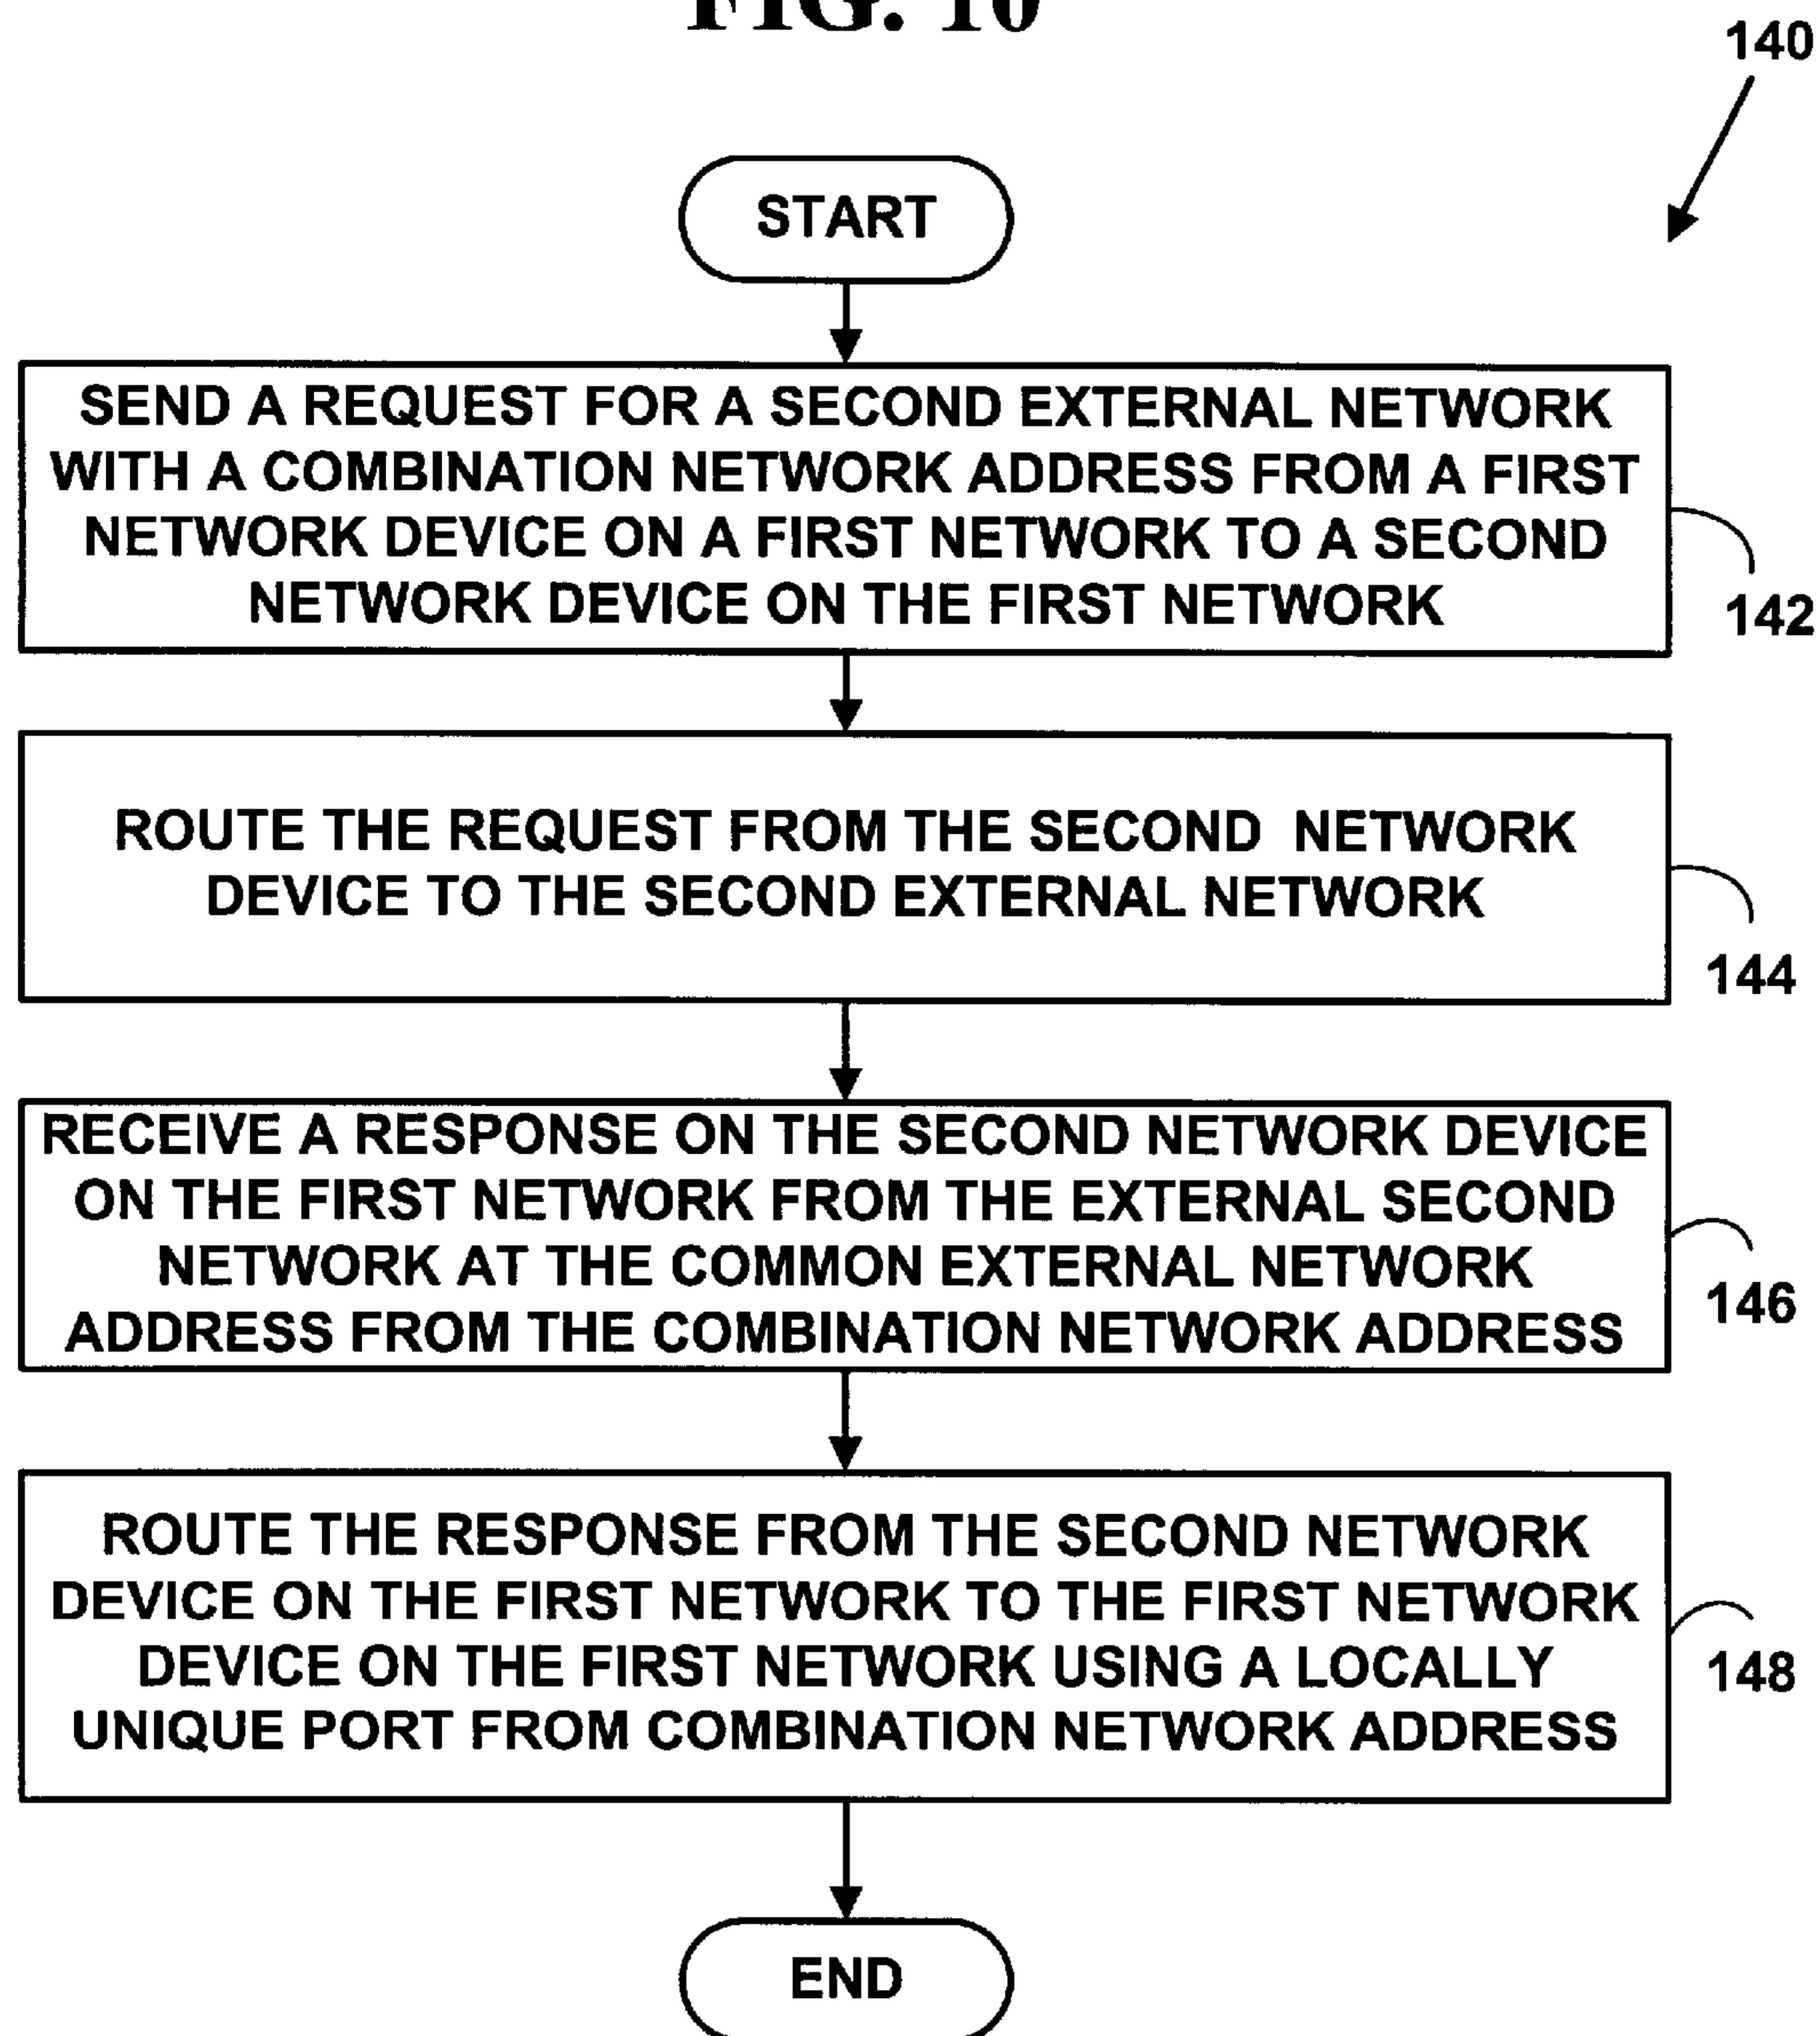 FIG. 10
140
START
SEND A REQUEST FOR A SECOND EXTERNAL NETWORK
WITH A COMBINATION NETWORK ADDRESS FROM A FIRST
NETWORK DEVICE ON A FIRST NETWORK TO A SECOND
NETWORK DEVICE ON THE FIRST NETWORK
142
ROUTE THE REQUEST FROM THE SECOND NETWORK
DEVICE TO THE SECOND EXTERNAL NETWORK
144
RECEIVE A RESPONSE ON THE SECOND NETWORK DEVICE
ON THE FIRST NETWORK FROM THE EXTERNAL SECOND
NETWORK AT THE COMMON EXTERNAL NETWORK
ADDRESS FROM THE COMBINATION NETWORK ADDRESS
146
ROUTE THE RESPONSE FROM THE SECOND NETWORK
DEVICE ON THE FIRST NETWORK TO THE FIRST NETWORK
DEVICE ON THE FIRST NETWORK USING A LOCALLY
UNIQUE PORT FROM COMBINATION NETWORK ADDRESS
148
END